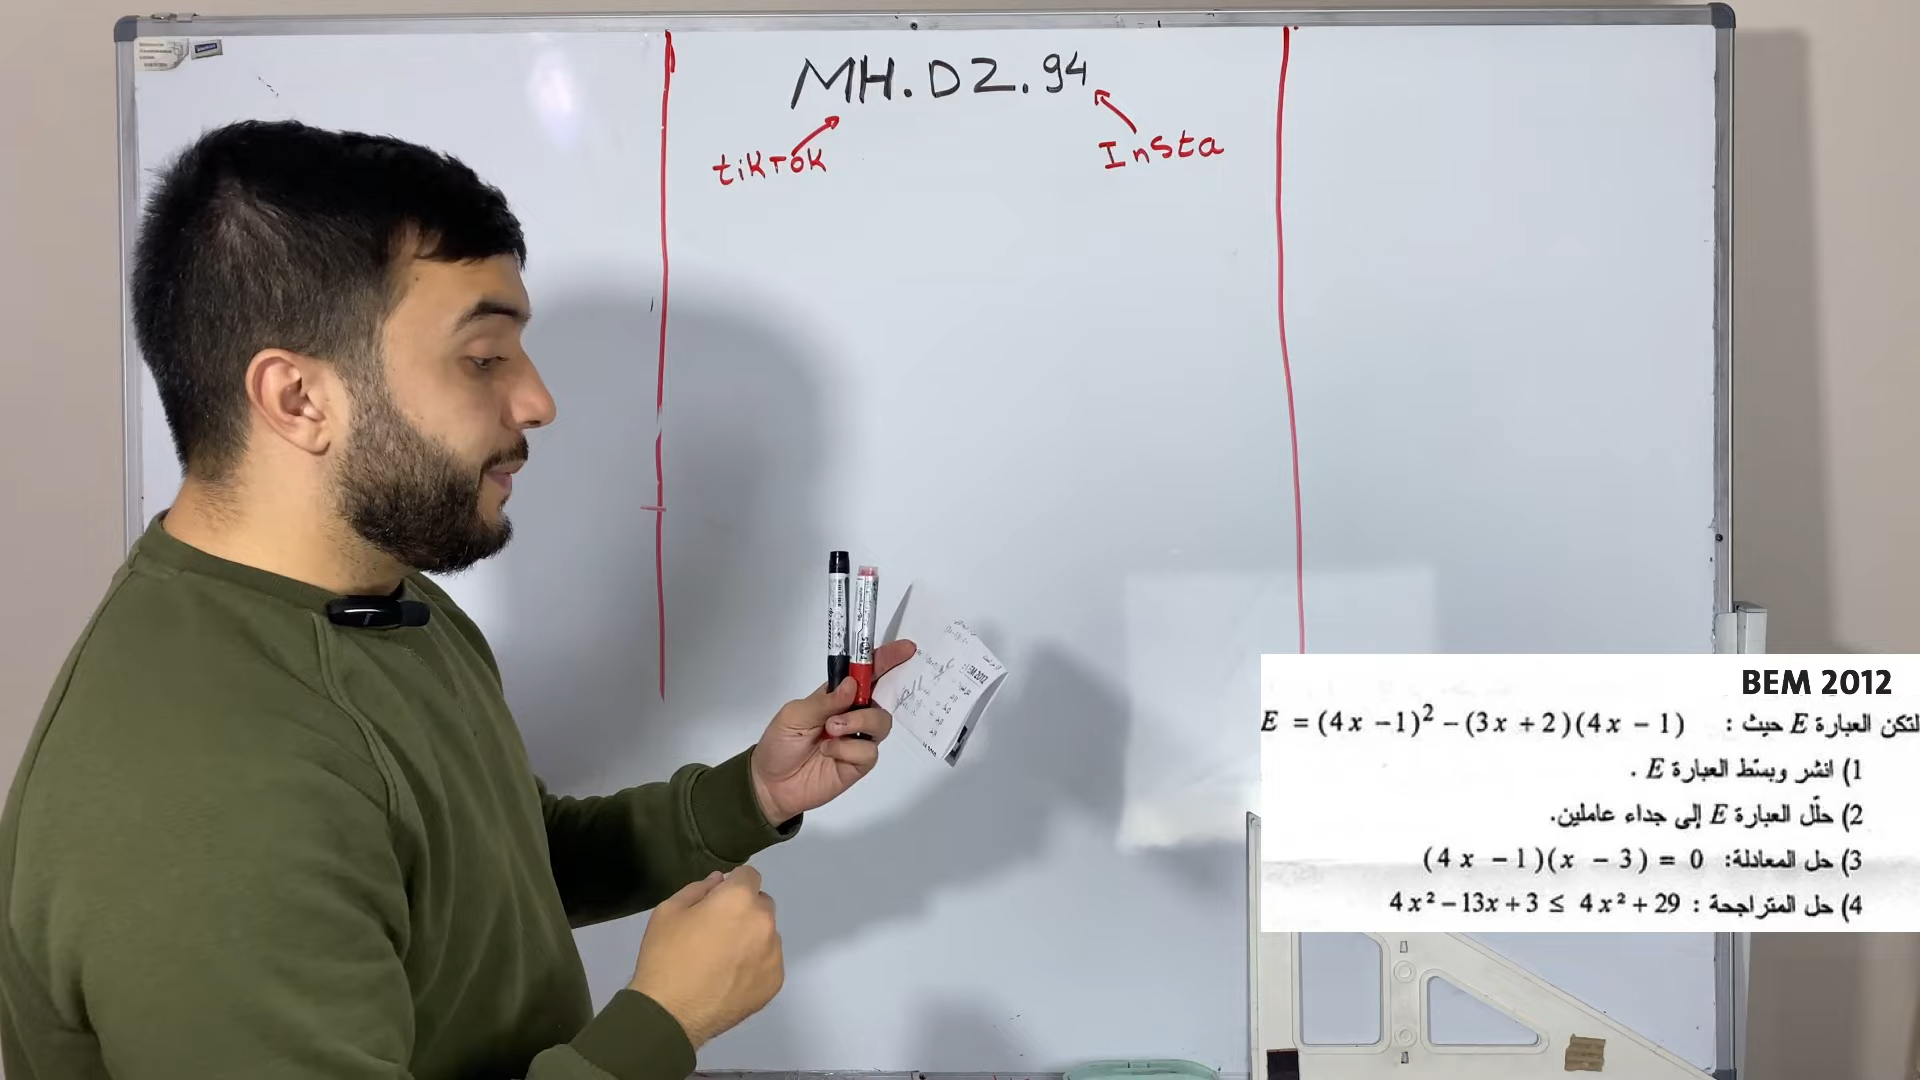 MH.DZ.94
tiktok
Insta
BEM 2012
لتكن العبارة E حيث : E = (4x −1)² − (3x + 2)(4x − 1)
1) انشر وبسّط العبارة E .
2) حلّل العبارة E إلى جداء عاملين.
3) حل المعادلة: (4x − 1)(x − 3) = 0
4) حل المتراجحة : 4x² − 13x + 3 ≤ 4x² + 29